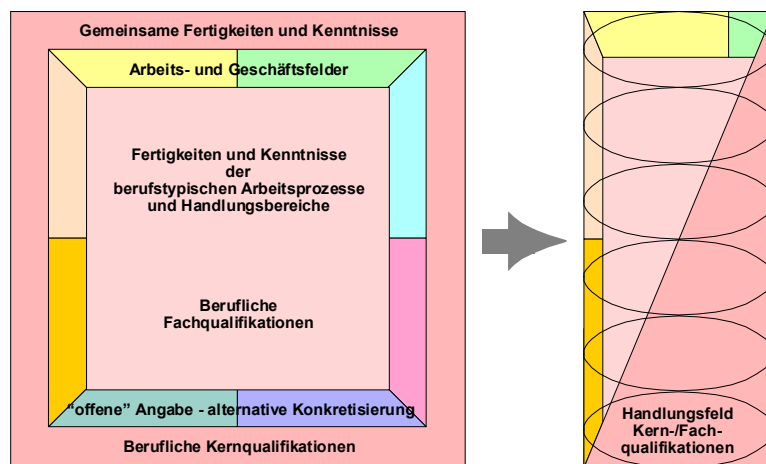 Gemeinsame Fertigkeiten und Kenntnisse
Arbeits- und Geschäftsfelder
Fertigkeiten und Kenntnisse
der
berufstypischen Arbeitsprozesse
und Handlungsbereiche
Berufliche
Fachqualifikationen
“offene” Angabe - alternative Konkretisierung
Berufliche Kernqualifikationen
Handlungsfeld
Kern-/Fach-
qualifikationen